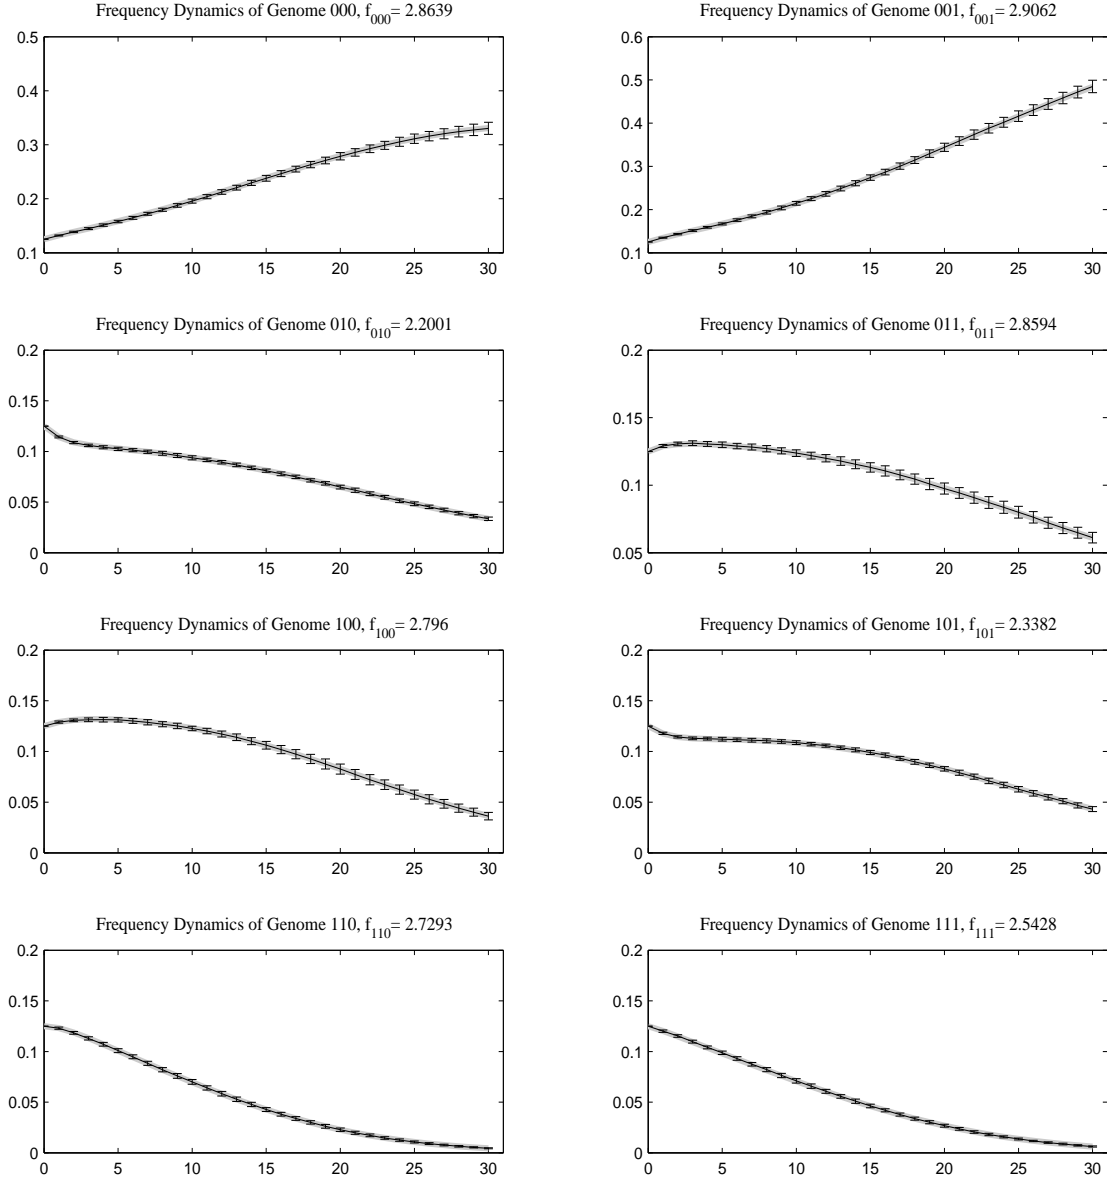 Frequency Dynamics of Genome 000, f000= 2.8639
0.5
0.4
0.3
0.2
0.1
0 5 10 15 20 25 30
Frequency Dynamics of Genome 001, f001= 2.9062
0.6
0.5
0.4
0.3
0.2
0.1
0 5 10 15 20 25 30
Frequency Dynamics of Genome 010, f010= 2.2001
0.2
0.15
0.1
0.05
0
0 5 10 15 20 25 30
Frequency Dynamics of Genome 011, f011= 2.8594
0.2
0.15
0.1
0.05
0 5 10 15 20 25 30
Frequency Dynamics of Genome 100, f100= 2.796
0.2
0.15
0.1
0.05
0
0 5 10 15 20 25 30
Frequency Dynamics of Genome 101, f101= 2.3382
0.2
0.15
0.1
0.05
0
0 5 10 15 20 25 30
Frequency Dynamics of Genome 110, f110= 2.7293
0.2
0.15
0.1
0.05
0
0 5 10 15 20 25 30
Frequency Dynamics of Genome 111, f111= 2.5428
0.2
0.15
0.1
0.05
0
0 5 10 15 20 25 30